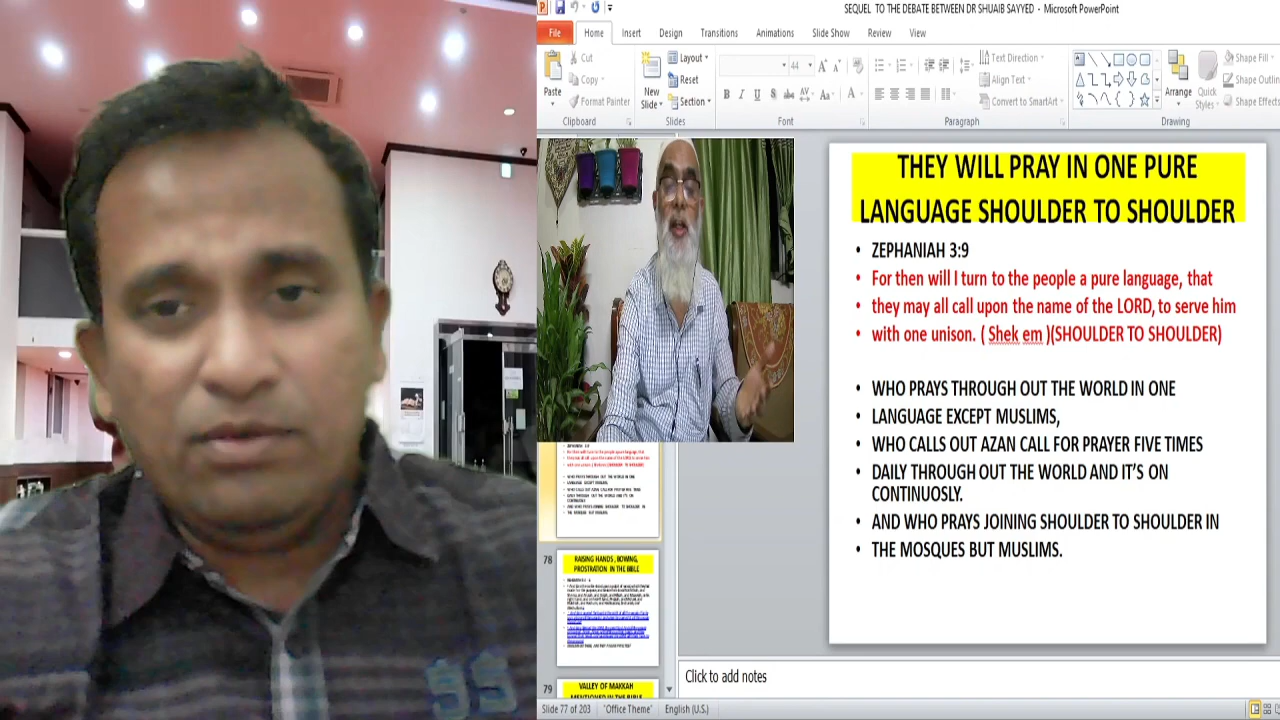 SEQUEL TO THE DEBATE BETWEEN DR SHUAIB SAYYED - Microsoft PowerPoint
File Home Insert Design Transitions Animations Slide Show Review View
Paste
Cut
Copy
Format Painter
Clipboard
New
Slide
Layout
Reset
Section
Slides
44
Font
Text Direction
Align Text
Convert to SmartArt
Paragraph
Arrange
Quick
Styles
Shape Fill
Shape
Shape Effects
Drawing
THEY WILL PRAY IN ONE PURE
LANGUAGE SHOULDER TO SHOULDER
• ZEPHANIAH 3:9
• For then will I turn to the people a pure language, that
• they may all call upon the name of the LORD, to serve him
• with one unison. ( Shek em )(SHOULDER TO SHOULDER)
• WHO PRAYS THROUGH OUT THE WORLD IN ONE
• LANGUAGE EXCEPT MUSLIMS,
• WHO CALLS OUT AZAN CALL FOR PRAYER FIVE TIMES
• DAILY THROUGH OUT THE WORLD AND IT'S ON
CONTINUOSLY.
• AND WHO PRAYS JOINING SHOULDER TO SHOULDER IN
• THE MOSQUES BUT MUSLIMS.
78
RAISING HANDS , BOWING,
PROSTRATION IN THE BIBLE
79
VALLEY OF MAKKAH
MENTIONED IN THE BIBLE
Click to add notes
Slide 77 of 203 "Office Theme" English (U.S.)